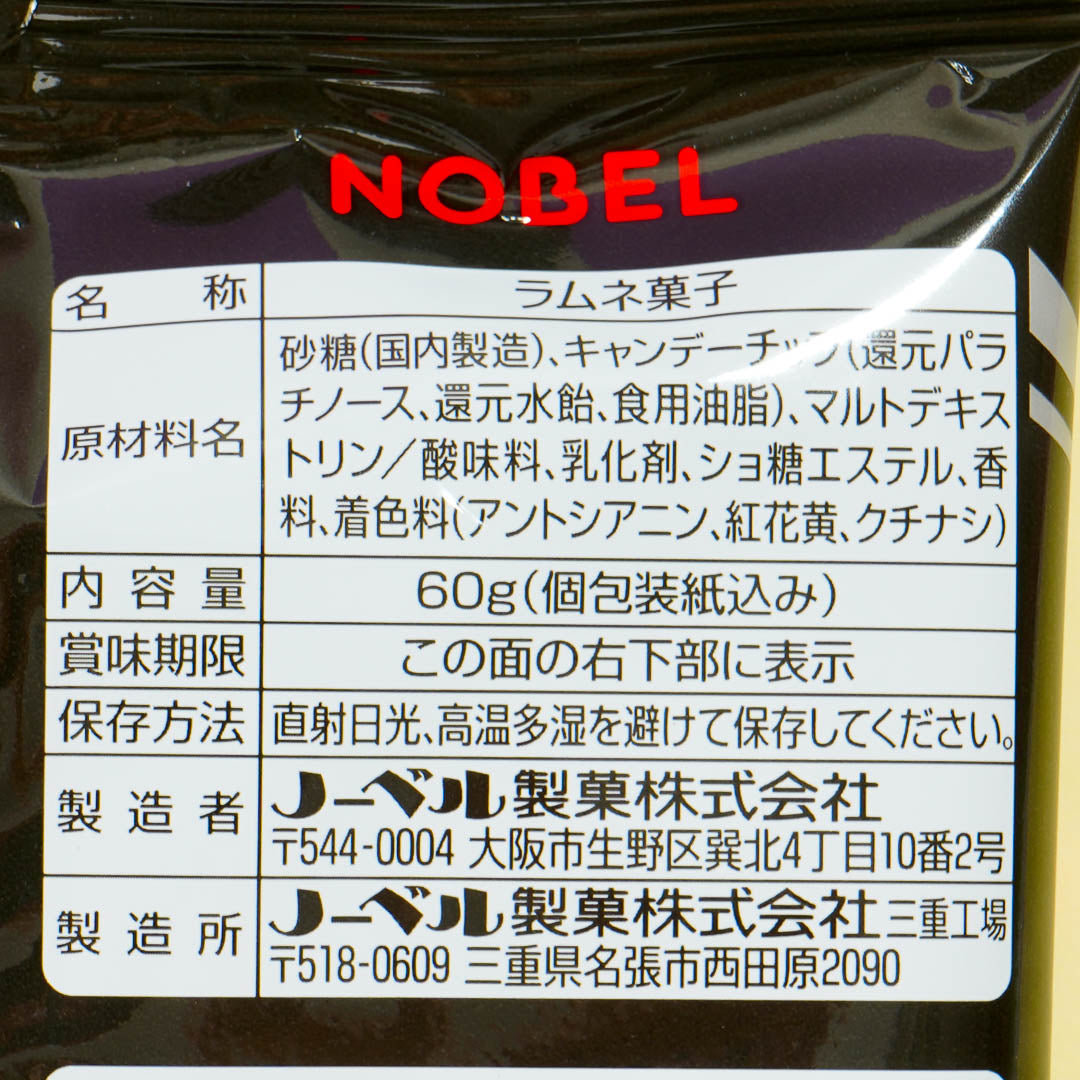 NOBEL
名称 ラムネ菓子
原材料名 砂糖(国内製造)、キャンデーチップ(還元パラ
チノース、還元水飴、食用油脂)、マルトデキス
トリン／酸味料、乳化剤、ショ糖エステル、香
料、着色料(アントシアニン、紅花黄、クチナシ)
内容量 60g(個包装紙込み)
賞味期限 この面の右下部に表示
保存方法 直射日光、高温多湿を避けて保存してください。
製造者 ノーベル製菓株式会社
〒544-0004 大阪市生野区巽北4丁目10番2号
製造所 ノーベル製菓株式会社三重工場
〒518-0609 三重県名張市西田原2090